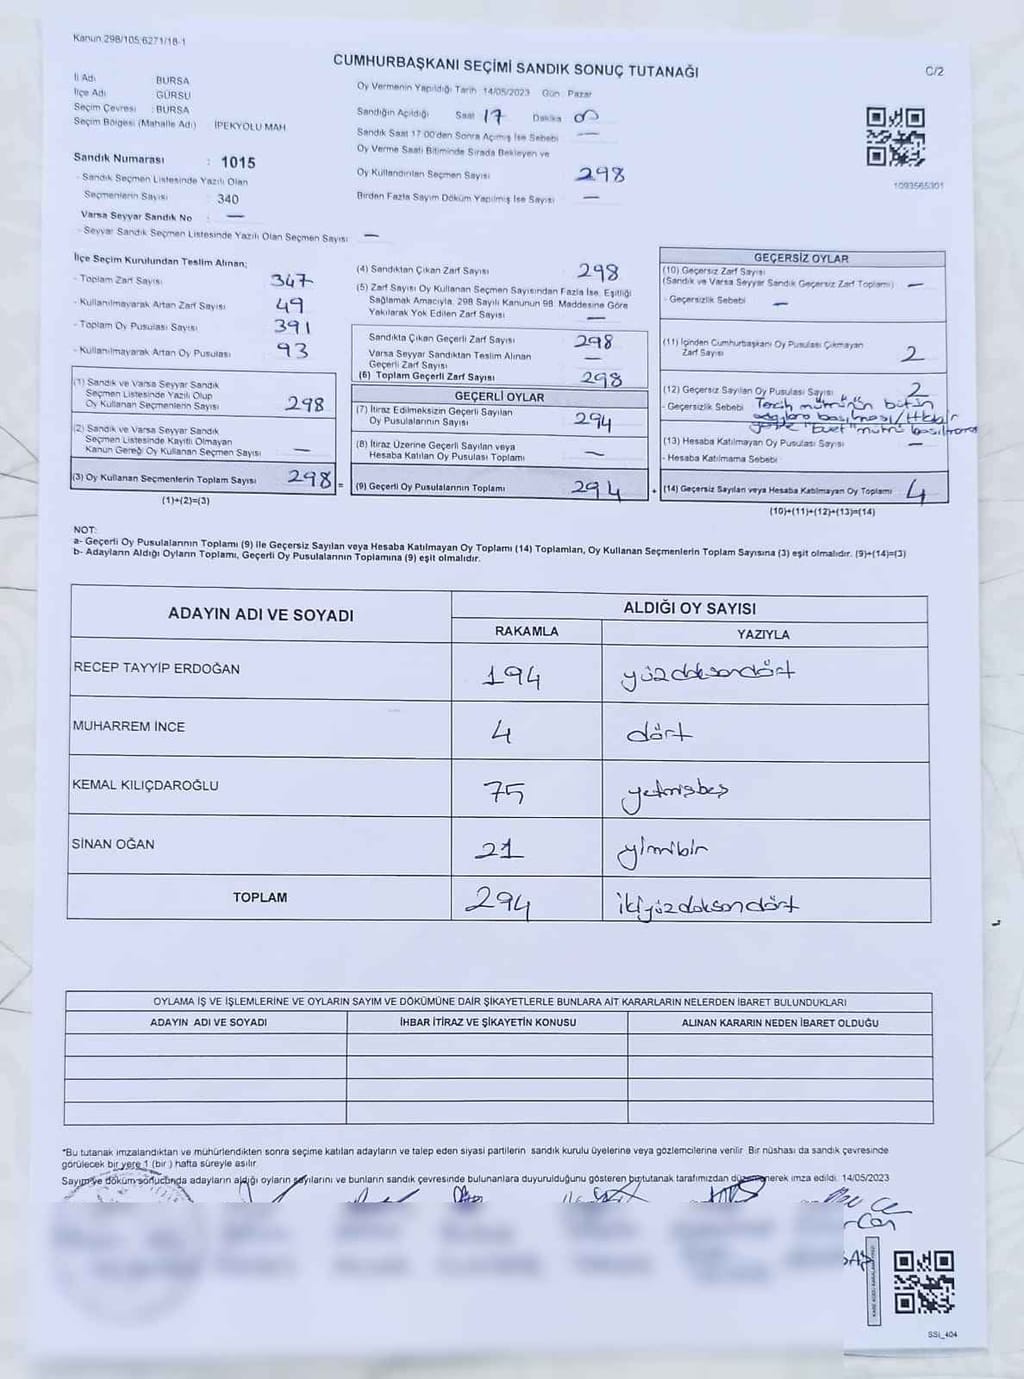 Kanun 298/105,6271/18-1
CUMHURBAŞKANI SEÇİMİ SANDIK SONUÇ TUTANAĞI
C/2
İl Adı BURSA
İlçe Adı GÜRSU
Seçim Çevresi : BURSA
Seçim Bölgesi (Mahalle Adı) İPEKYOLU MAH
Oy Vermenin Yapıldığı Tarih 14/05/2023 Gün : Pazar
Sandığın Açıldığı Saat 17 Dakika
Sandık Saat 17:00'den Sonra Açımış İse Sebebi —
Oy Verme Saati Bitiminde Sırada Bekleyen ve
Oy Kullandırılan Seçmen Sayısı 298
Birden Fazla Sayım Döküm Yapılmış İse Sayısı —
1093565301
Sandık Numarası : 1015
- Sandık Seçmen Listesinde Yazılı Olan
Seçmenlerin Sayısı 340
Varsa Seyyar Sandık No : —
- Seyyar Sandık Seçmen Listesinde Yazılı Olan Seçmen Sayısı —
İlçe Seçim Kurulundan Teslim Alınan;
- Toplam Zarf Sayısı 347
- Kullanılmayarak Artan Zarf Sayısı 49
- Toplam Oy Pusulası Sayısı 391
- Kullanılmayarak Artan Oy Pusulası 93
(1) Sandık ve Varsa Seyyar Sandık
Seçmen Listesinde Yazılı Olup
Oy Kullanan Seçmenlerin Sayısı 298
(2) Sandık ve Varsa Seyyar Sandık
Seçmen Listesinde Kayıtlı Olmayan
Kanun Gereği Oy Kullanan Seçmen Sayısı —
(3) Oy Kullanan Seçmenlerin Toplam Sayısı 298 =
(1)+(2)=(3)
(4) Sandıktan Çıkan Zarf Sayısı 298
(5) Zarf Sayısı Oy Kullanan Seçmen Sayısından Fazla İse, Eşitliği
Sağlamak Amacıyla, 298 Sayılı Kanunun 98. Maddesine Göre
Yakılarak Yok Edilen Zarf Sayısı —
Sandıkta Çıkan Geçerli Zarf Sayısı 298
Varsa Seyyar Sandıktan Teslim Alınan
Geçerli Zarf Sayısı —
(6) Toplam Geçerli Zarf Sayısı 298
GEÇERLİ OYLAR
(7) İtiraz Edilmeksizin Geçerli Sayılan
Oy Pusulalarının Sayısı 294
(8) İtiraz Üzerine Geçerli Sayılan veya
Hesaba Katılan Oy Pusulası Toplamı —
(9) Geçerli Oy Pusulalarının Toplamı 294 +
GEÇERSİZ OYLAR
(10) Geçersiz Zarf Sayısı
(Sandık ve Varsa Seyyar Sandık Geçersiz Zarf Toplamı) —
- Geçersizlik Sebebi —
(11) İçinden Cumhurbaşkanı Oy Pusulası Çıkmayan
Zarf Sayısı 2
(12) Geçersiz Sayılan Oy Pusulası Sayısı 2
- Geçersizlik Sebebi Tercih mührünün bütün
adaylara basılması/Hiçbir
yere "Evet" mührü basılmama
(13) Hesaba Katılmayan Oy Pusulası Sayısı —
- Hesaba Katılmama Sebebi
(14) Geçersiz Sayılan veya Hesaba Katılmayan Oy Toplamı 4
(10)+(11)+(12)+(13)=(14)
NOT:
a- Geçerli Oy Pusulalarının Toplamı (9) ile Geçersiz Sayılan veya Hesaba Katılmayan Oy Toplamı (14) Toplamları, Oy Kullanan Seçmenlerin Toplam Sayısına (3) eşit olmalıdır. (9)+(14)=(3)
b- Adayların Aldığı Oyların Toplamı, Geçerli Oy Pusulalarının Toplamına (9) eşit olmalıdır.
ADAYIN ADI VE SOYADI
ALDIĞI OY SAYISI
RAKAMLA YAZIYLA
RECEP TAYYİP ERDOĞAN 194 yüzdoksandört
MUHARREM İNCE 4 dört
KEMAL KILIÇDAROĞLU 75 yetmişbeş
SİNAN OĞAN 21 yimibir
TOPLAM 294 ikiyüzdoksandört
OYLAMA İŞ VE İŞLEMLERİNE VE OYLARIN SAYIM VE DÖKÜMÜNE DAİR ŞİKAYETLERLE BUNLARA AİT KARARLARIN NELERDEN İBARET BULUNDUKLARI
ADAYIN ADI VE SOYADI İHBAR İTİRAZ VE ŞİKAYETİN KONUSU ALINAN KARARIN NEDEN İBARET OLDUĞU
*Bu tutanak imzalandıktan ve mühürlendikten sonra seçime katılan adayların ve talep eden siyasi partilerin sandık kurulu üyelerine veya gözlemcilerine verilir. Bir nüshası da sandık çevresinde
görülecek bir yere 1 (bir) hafta süreyle asılır.
Sayım ve döküm sonucunda adayların aldığı oyların sayılarını ve bunların sandık çevresinde bulunanlara duyurulduğunu gösteren bu tutanak tarafımızdan düzenlenerek imza edildi. 14/05/2023
SSİ_404